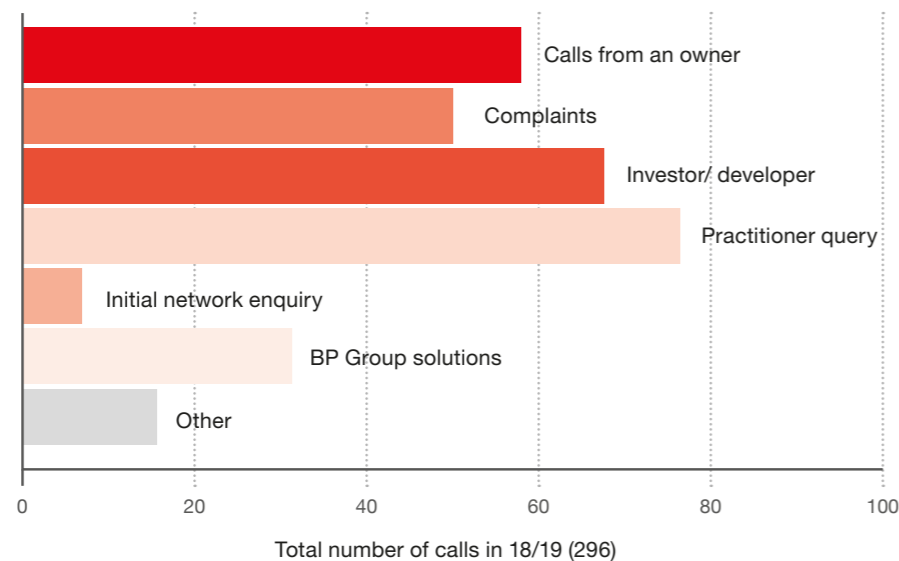 Calls from an owner
Complaints
Investor/ developer
Practitioner query
Initial network enquiry
BP Group solutions
Other
0 20 40 60 80 100
Total number of calls in 18/19 (296)